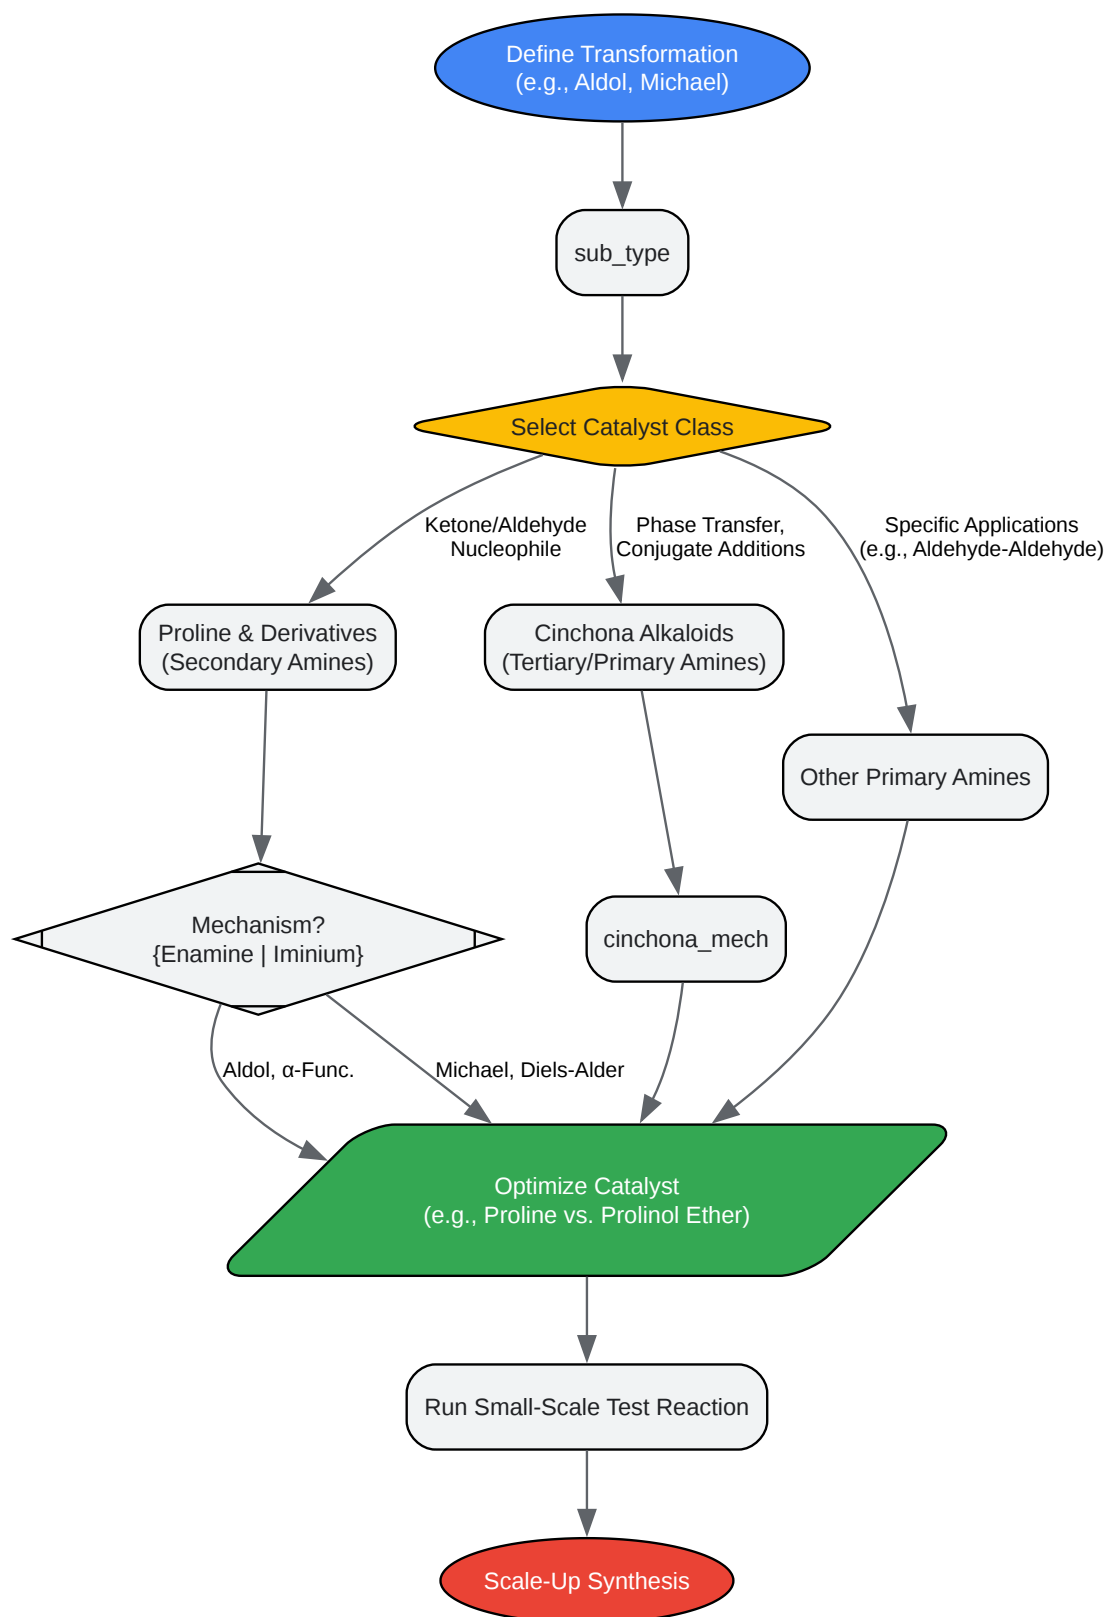 Define Transformation
(e.g., Aldol, Michael)
sub_type
Select Catalyst Class
Ketone/Aldehyde
Nucleophile
Phase Transfer,
Conjugate Additions
Specific Applications
(e.g., Aldehyde-Aldehyde)
Proline & Derivatives
(Secondary Amines)
Cinchona Alkaloids
(Tertiary/Primary Amines)
Other Primary Amines
Mechanism?
{Enamine | Iminium}
cinchona_mech
Aldol, α-Func.
Michael, Diels-Alder
Optimize Catalyst
(e.g., Proline vs. Prolinol Ether)
Run Small-Scale Test Reaction
Scale-Up Synthesis